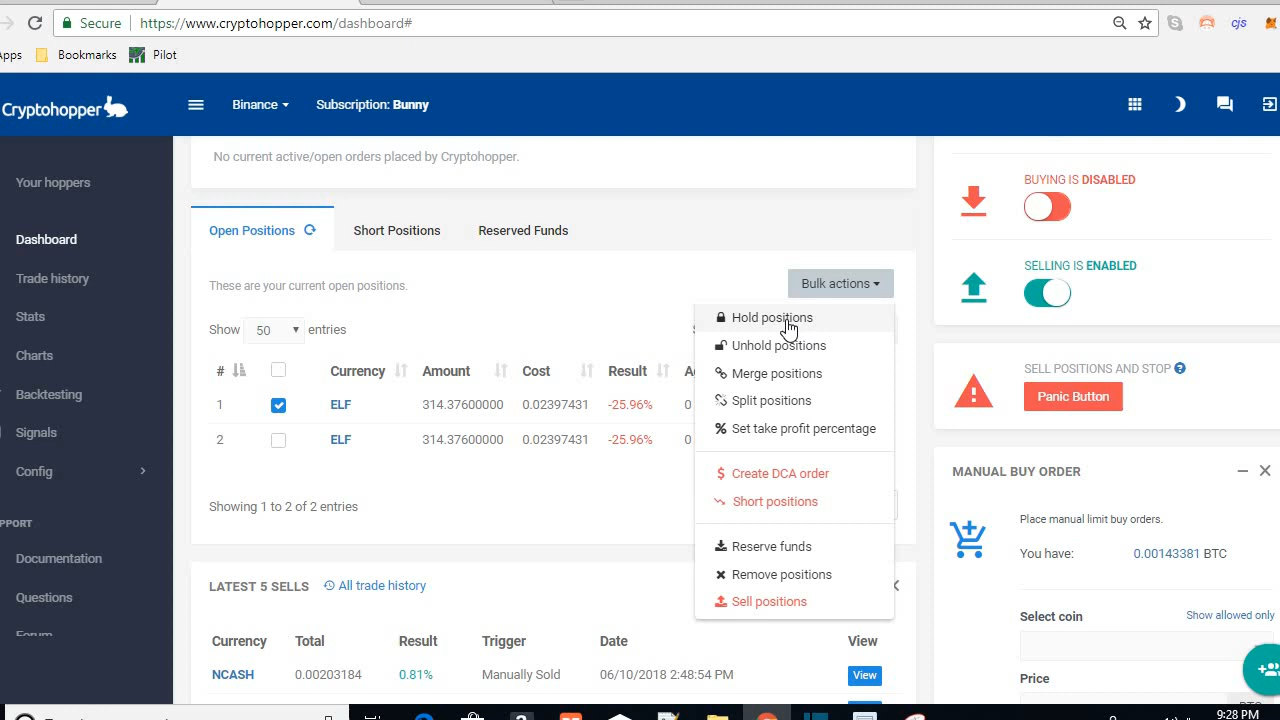 Secure https://www.cryptohopper.com/dashboard#
cjs
Apps Bookmarks Pilot
Cryptohopper Binance Subscription: Bunny
Your hoppers
Dashboard
Trade history
Stats
Charts
Backtesting
Signals
Config
PPORT
Documentation
Questions
Forum
No current active/open orders placed by Cryptohopper.
Open Positions Short Positions Reserved Funds
These are your current open positions. Bulk actions
Show 50 entries
# Currency Amount Cost Result
1 ELF 314.37600000 0.02397431 -25.96% 0
2 ELF 314.37600000 0.02397431 -25.96% 0
Showing 1 to 2 of 2 entries
Hold positions
Unhold positions
Merge positions
Split positions
Set take profit percentage
Create DCA order
Short positions
Reserve funds
Remove positions
Sell positions
LATEST 5 SELLS All trade history
Currency Total Result Trigger Date View
NCASH 0.00203184 0.81% Manually Sold 06/10/2018 2:48:54 PM View
BUYING IS DISABLED
SELLING IS ENABLED
SELL POSITIONS AND STOP
Panic Button
MANUAL BUY ORDER
Place manual limit buy orders.
You have: 0.00143381 BTC
Select coin Show allowed only
Price
9:28 PM